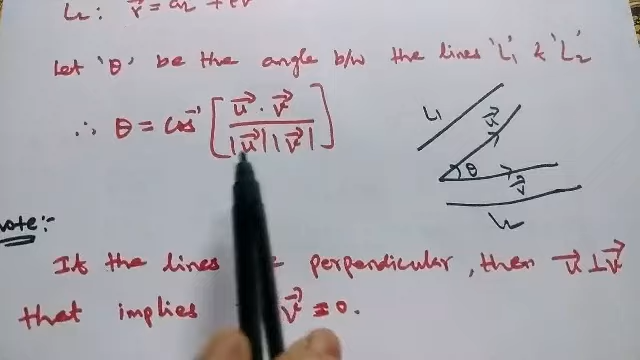 L₂: r⃗ = a₂ +
Let 'θ' be the angle b/w the lines 'L₁' & 'L₂'
∴ θ = cos⁻¹ [ u⃗ · v⃗ / |u⃗| |v⃗| ]
L₁ u⃗
θ
v⃗
L₂
note:-
If the lines perpendicular, then u⃗ ⊥ v⃗
that implies v⃗ = 0.